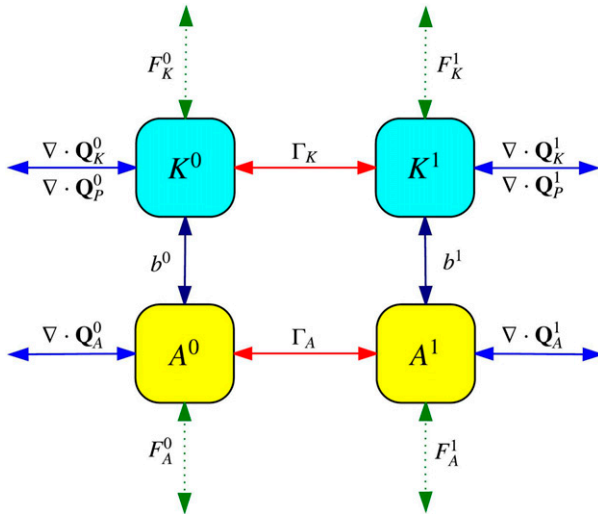 F_K^0 F_K^1
∇ · Q_K^0 Γ_K ∇ · Q_K^1
K^0 K^1
∇ · Q_P^0 ∇ · Q_P^1
b^0 b^1
∇ · Q_A^0 Γ_A ∇ · Q_A^1
A^0 A^1
F_A^0 F_A^1